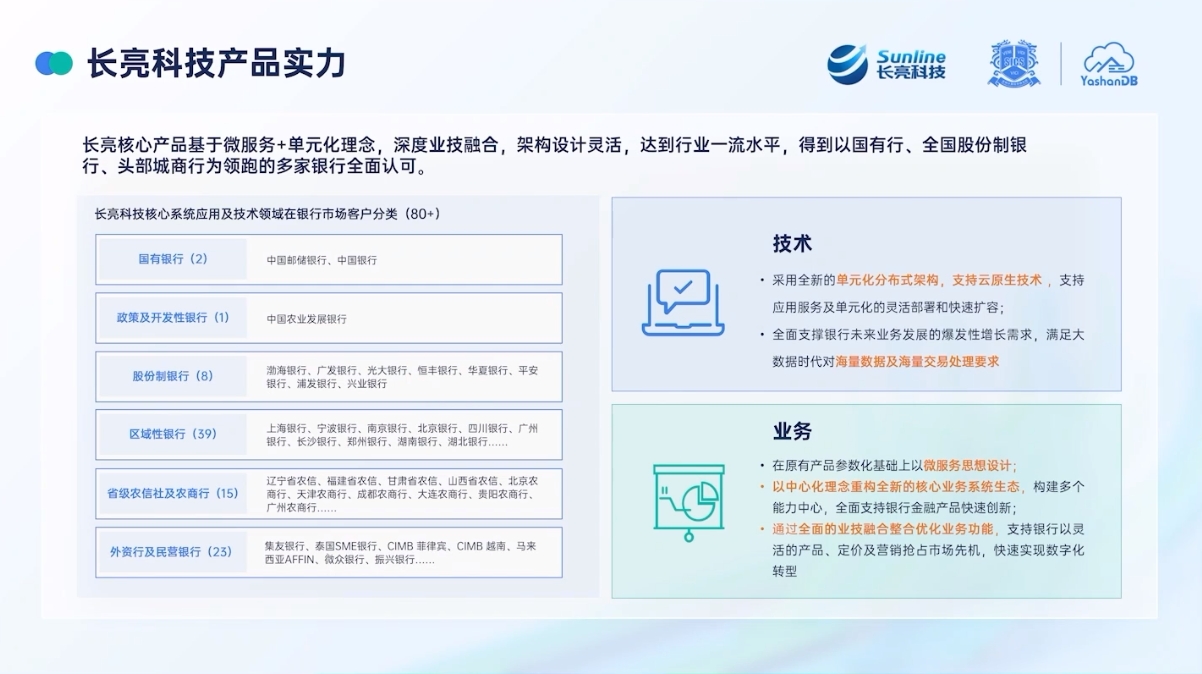 长亮科技产品实力
Sunline
长亮科技
SICS
YashanDB
长亮核心产品基于微服务+单元化理念，深度业技融合，架构设计灵活，达到行业一流水平，得到以国有行、全国股份制银
行、头部城商行为领跑的多家银行全面认可。
长亮科技核心系统应用及技术领域在银行市场客户分类（80+）
国有银行（2）
中国邮储银行、中国银行
政策及开发性银行（1）
中国农业发展银行
股份制银行（8）
渤海银行、广发银行、光大银行、恒丰银行、华夏银行、平安
银行、浦发银行、兴业银行
区域性银行（39）
上海银行、宁波银行、南京银行、北京银行、四川银行、广州
银行、长沙银行、郑州银行、湖南银行、湖北银行......
省级农信社及农商行（15）
辽宁省农信、福建省农信、甘肃省农信、山西省农信、北京农
商行、天津农商行、成都农商行、大连农商行、贵阳农商行、
广州农商行......
外资行及民营银行（23）
集友银行、泰国SME银行、CIMB 菲律宾、CIMB 越南、马来
西亚AFFIN、微众银行、振兴银行......
技术
• 采用全新的单元化分布式架构，支持云原生技术 ，支持
应用服务及单元化的灵活部署和快速扩容；
• 全面支撑银行未来业务发展的爆发性增长需求，满足大
数据时代对海量数据及海量交易处理要求
业务
• 在原有产品参数化基础上以微服务思想设计；
• 以中心化理念重构全新的核心业务系统生态，构建多个
能力中心，全面支持银行金融产品快速创新；
• 通过全面的业技融合整合优化业务功能，支持银行以灵
活的产品、定价及营销抢占市场先机，快速实现数字化
转型